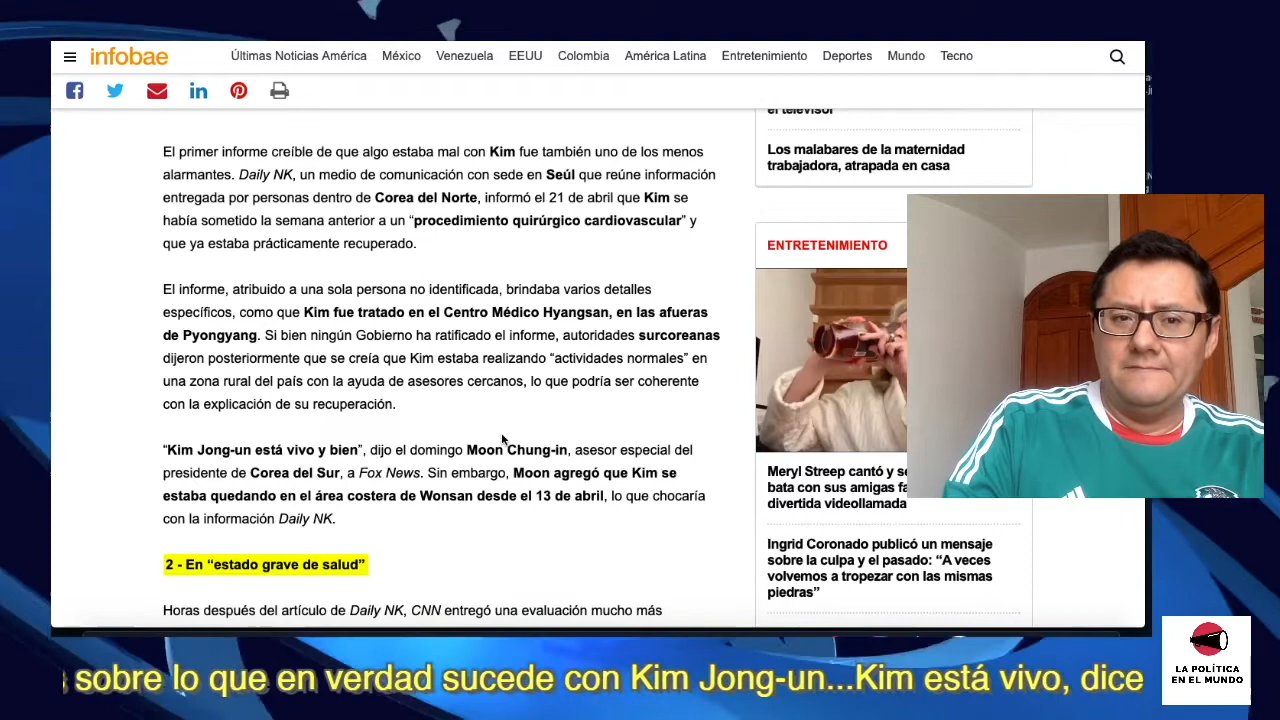 infobae
Últimas Noticias América México Venezuela EEUU Colombia América Latina Entretenimiento Deportes Mundo Tecno
El primer informe creíble de que algo estaba mal con Kim fue también uno de los menos
alarmantes. Daily NK, un medio de comunicación con sede en Seúl que reúne información
entregada por personas dentro de Corea del Norte, informó el 21 de abril que Kim se
había sometido la semana anterior a un “procedimiento quirúrgico cardiovascular” y
que ya estaba prácticamente recuperado.
El informe, atribuido a una sola persona no identificada, brindaba varios detalles
específicos, como que Kim fue tratado en el Centro Médico Hyangsan, en las afueras
de Pyongyang. Si bien ningún Gobierno ha ratificado el informe, autoridades surcoreanas
dijeron posteriormente que se creía que Kim estaba realizando “actividades normales” en
una zona rural del país con la ayuda de asesores cercanos, lo que podría ser coherente
con la explicación de su recuperación.
“Kim Jong-un está vivo y bien”, dijo el domingo Moon Chung-in, asesor especial del
presidente de Corea del Sur, a Fox News. Sin embargo, Moon agregó que Kim se
estaba quedando en el área costera de Wonsan desde el 13 de abril, lo que chocaría
con la información Daily NK.
2 - En “estado grave de salud”
Horas después del artículo de Daily NK, CNN entregó una evaluación mucho más
el televisor
Los malabares de la maternidad
trabajadora, atrapada en casa
ENTRETENIMIENTO
Meryl Streep cantó y
bata con sus amigas
divertida videollamada
Ingrid Coronado publicó un mensaje
sobre la culpa y el pasado: “A veces
volvemos a tropezar con las mismas
piedras”
sobre lo que en verdad sucede con Kim Jong-un...Kim está vivo, dice
LA POLÍTICA
EN EL MUNDO